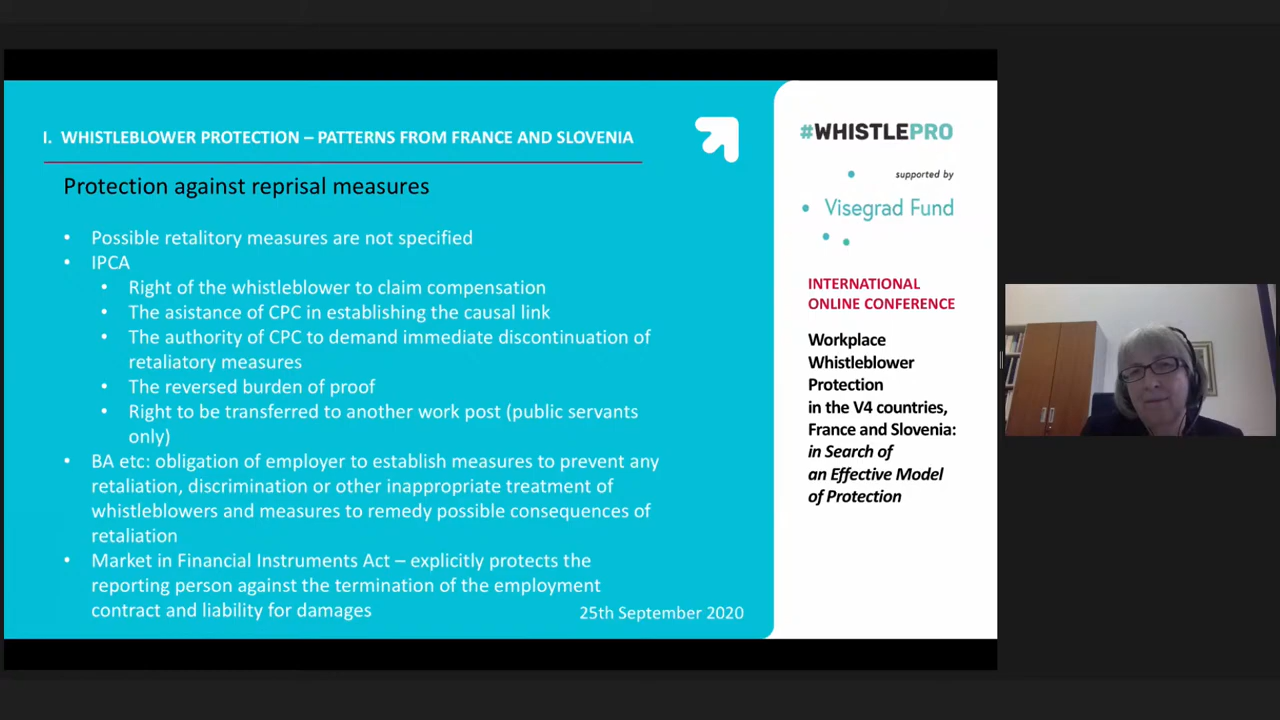 I. WHISTLEBLOWER PROTECTION – PATTERNS FROM FRANCE AND SLOVENIA
Protection against reprisal measures
• Possible retalitory measures are not specified
• IPCA
• Right of the whistleblower to claim compensation
• The asistance of CPC in establishing the causal link
• The authority of CPC to demand immediate discontinuation of
retaliatory measures
• The reversed burden of proof
• Right to be transferred to another work post (public servants
only)
• BA etc: obligation of employer to establish measures to prevent any
retaliation, discrimination or other inappropriate treatment of
whistleblowers and measures to remedy possible consequences of
retaliation
• Market in Financial Instruments Act – explicitly protects the
reporting person against the termination of the employment
contract and liability for damages
25th September 2020
#WHISTLEPRO
supported by
Visegrad Fund
INTERNATIONAL
ONLINE CONFERENCE
Workplace
Whistleblower
Protection
in the V4 countries,
France and Slovenia:
in Search of
an Effective Model
of Protection